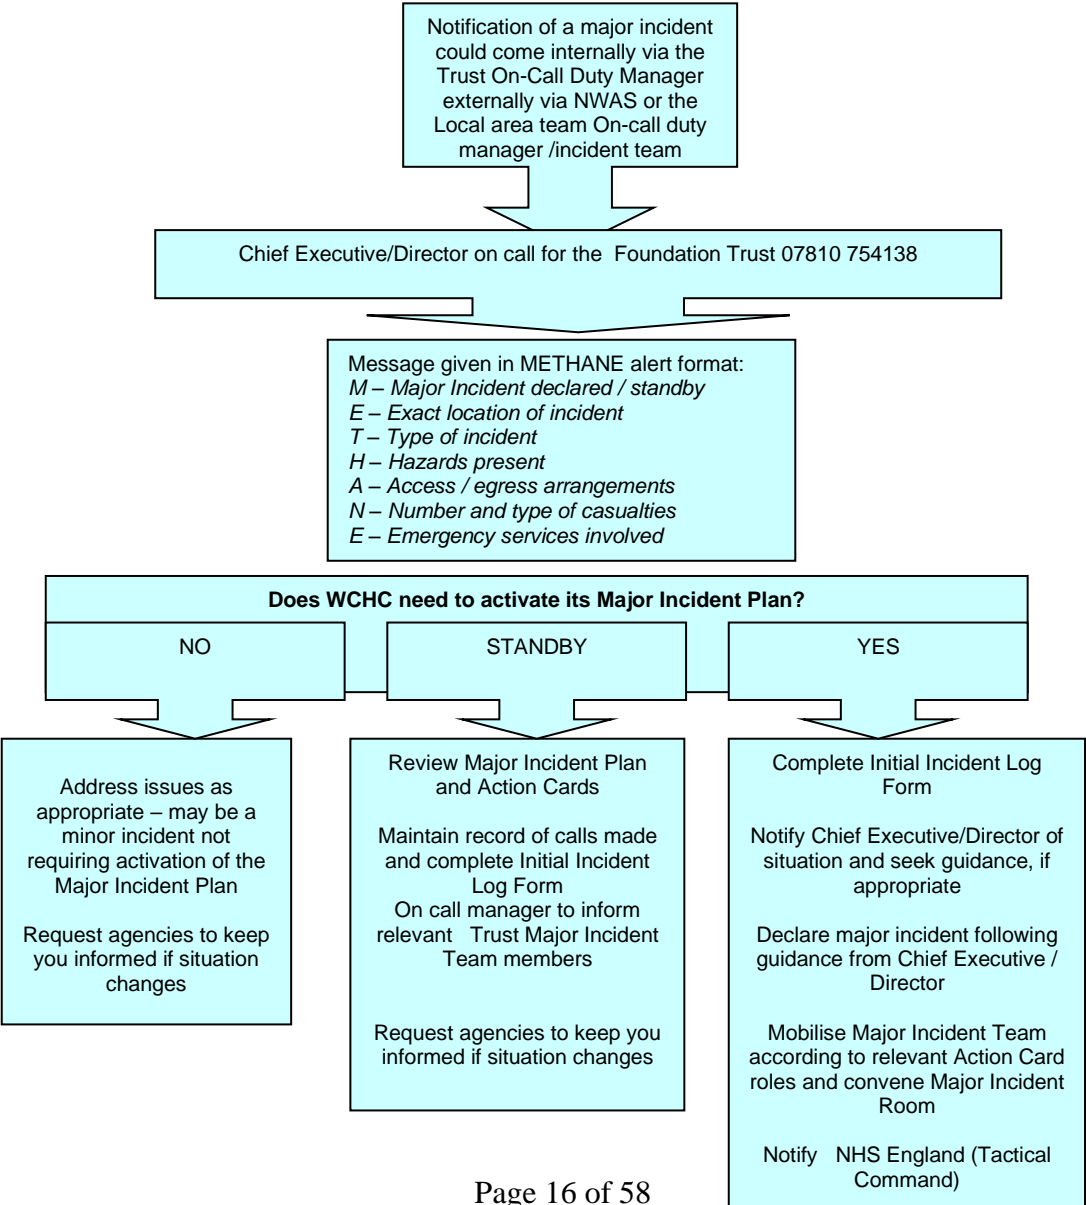 Notification of a major incident
could come internally via the
Trust On-Call Duty Manager
externally via NWAS or the
Local area team On-call duty
manager /incident team
Chief Executive/Director on call for the Foundation Trust 07810 754138
Message given in METHANE alert format:
M – Major Incident declared / standby
E – Exact location of incident
T – Type of incident
H – Hazards present
A – Access / egress arrangements
N – Number and type of casualties
E – Emergency services involved
Does WCHC need to activate its Major Incident Plan?
NO
STANDBY
YES
Address issues as
appropriate – may be a
minor incident not
requiring activation of the
Major Incident Plan
Request agencies to keep
you informed if situation
changes
Review Major Incident Plan
and Action Cards
Maintain record of calls made
and complete Initial Incident
Log Form
On call manager to inform
relevant Trust Major Incident
Team members
Request agencies to keep you
informed if situation changes
Complete Initial Incident Log
Form
Notify Chief Executive/Director of
situation and seek guidance, if
appropriate
Declare major incident following
guidance from Chief Executive /
Director
Mobilise Major Incident Team
according to relevant Action Card
roles and convene Major Incident
Room
Notify NHS England (Tactical
Command)
Page 16 of 58